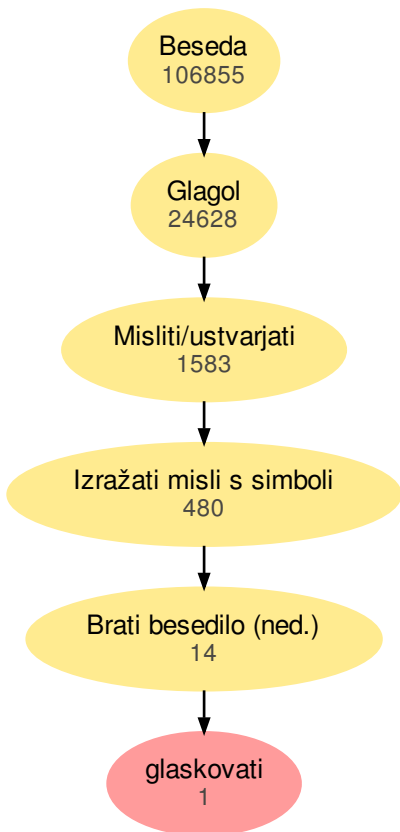 Beseda
106855
Glagol
24628
Misliti/ustvarjati
1583
Izražati misli s simboli
480
Brati besedilo (ned.)
14
glaskovati
1